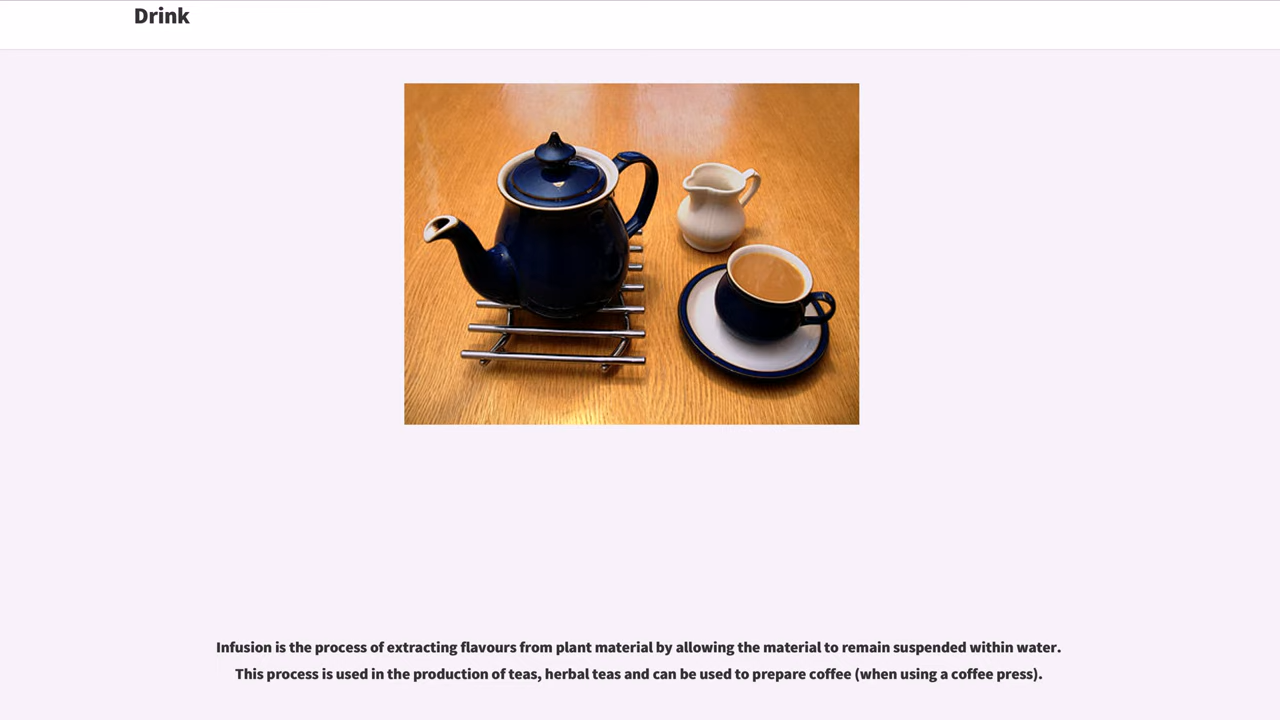 Drink
Infusion is the process of extracting flavours from plant material by allowing the material to remain suspended within water.
This process is used in the production of teas, herbal teas and can be used to prepare coffee (when using a coffee press).